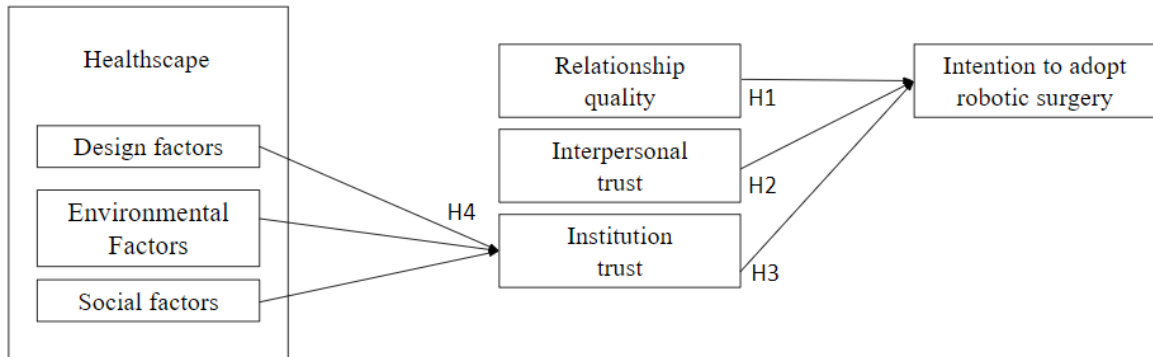 Healthscape
Design factors
Environmental
Factors
Social factors
H4
Relationship
quality
Interpersonal
trust
Institution
trust
H1
H2
H3
Intention to adopt
robotic surgery